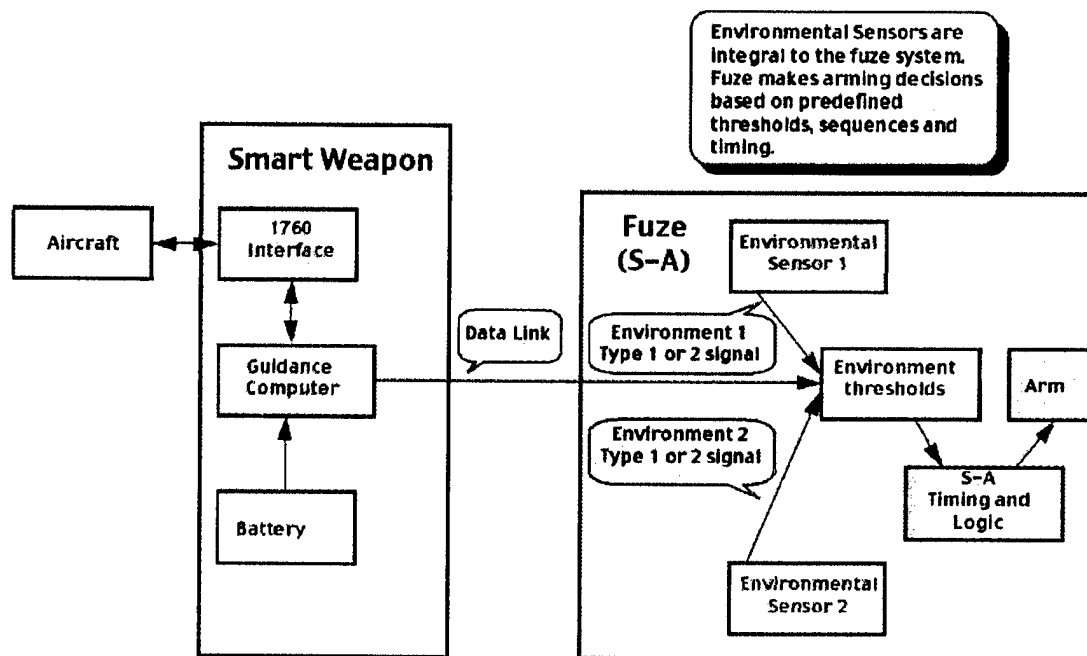 Environmental Sensors are
integral to the fuze system.
Fuze makes arming decisions
based on predefined
thresholds, sequences and
timing.
Smart Weapon
Aircraft
1760
Interface
Guidance
Computer
Battery
Data Link
Fuze
(S-A)
Environmental
Sensor 1
Environment 1
Type 1 or 2 signal
Environment
thresholds
Arm
Environment 2
Type 1 or 2 signal
S-A
Timing and
Logic
Environmental
Sensor 2